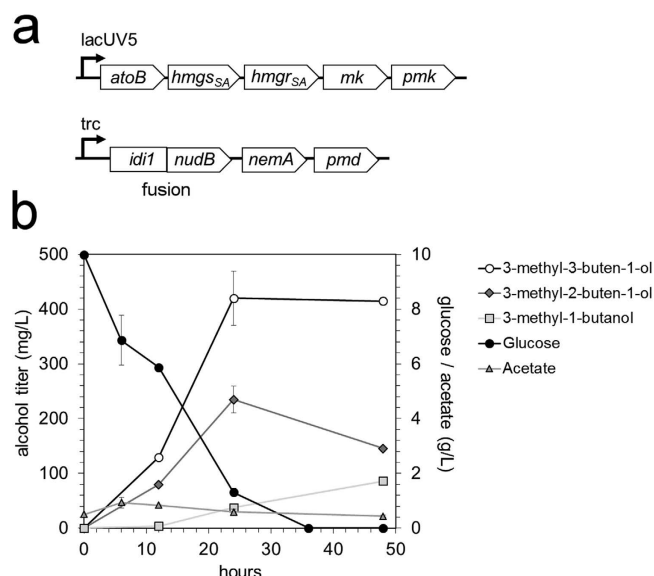 a
lacUV5
atoB hmgsSA hmgrSA mk pmk
trc
idi1 nudB nemA pmd
fusion
b
500 10
400 8
300 6
200 4
100 2
0 0
0 10 20 30 40 50
hours
alcohol titer (mg/L)
glucose / acetate (g/L)
3-methyl-3-buten-1-ol
3-methyl-2-buten-1-ol
3-methyl-1-butanol
Glucose
Acetate